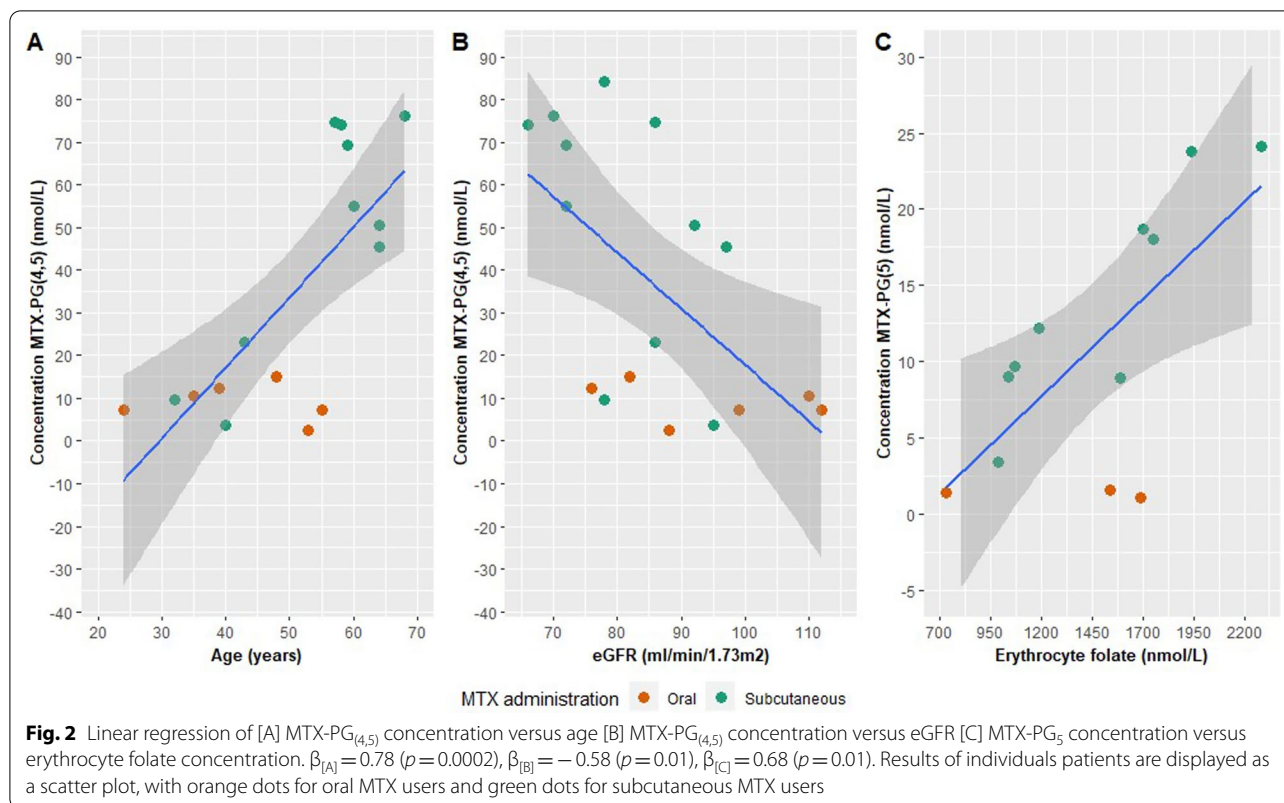 A
Concentration MTX-PG(4,5) (nmol/L)
90
80
70
60
50
40
30
20
10
0
-10
-20
-30
-40
20 30 40 50 60 70
Age (years)
B
Concentration MTX-PG(4,5) (nmol/L)
90
80
70
60
50
40
30
20
10
0
-10
-20
-30
-40
70 80 90 100 110
eGFR (ml/min/1.73m2)
C
Concentration MTX-PG(5) (nmol/L)
30
25
20
15
10
5
0
-5
700 950 1200 1450 1700 1950 2200
Erythrocyte folate (nmol/L)
MTX administration Oral Subcutaneous
Fig. 2 Linear regression of [A] MTX-PG(4,5) concentration versus age [B] MTX-PG(4,5) concentration versus eGFR [C] MTX-PG5 concentration versus
erythrocyte folate concentration. β[A] = 0.78 (p = 0.0002), β[B] = − 0.58 (p = 0.01), β[C] = 0.68 (p = 0.01). Results of individuals patients are displayed as
a scatter plot, with orange dots for oral MTX users and green dots for subcutaneous MTX users